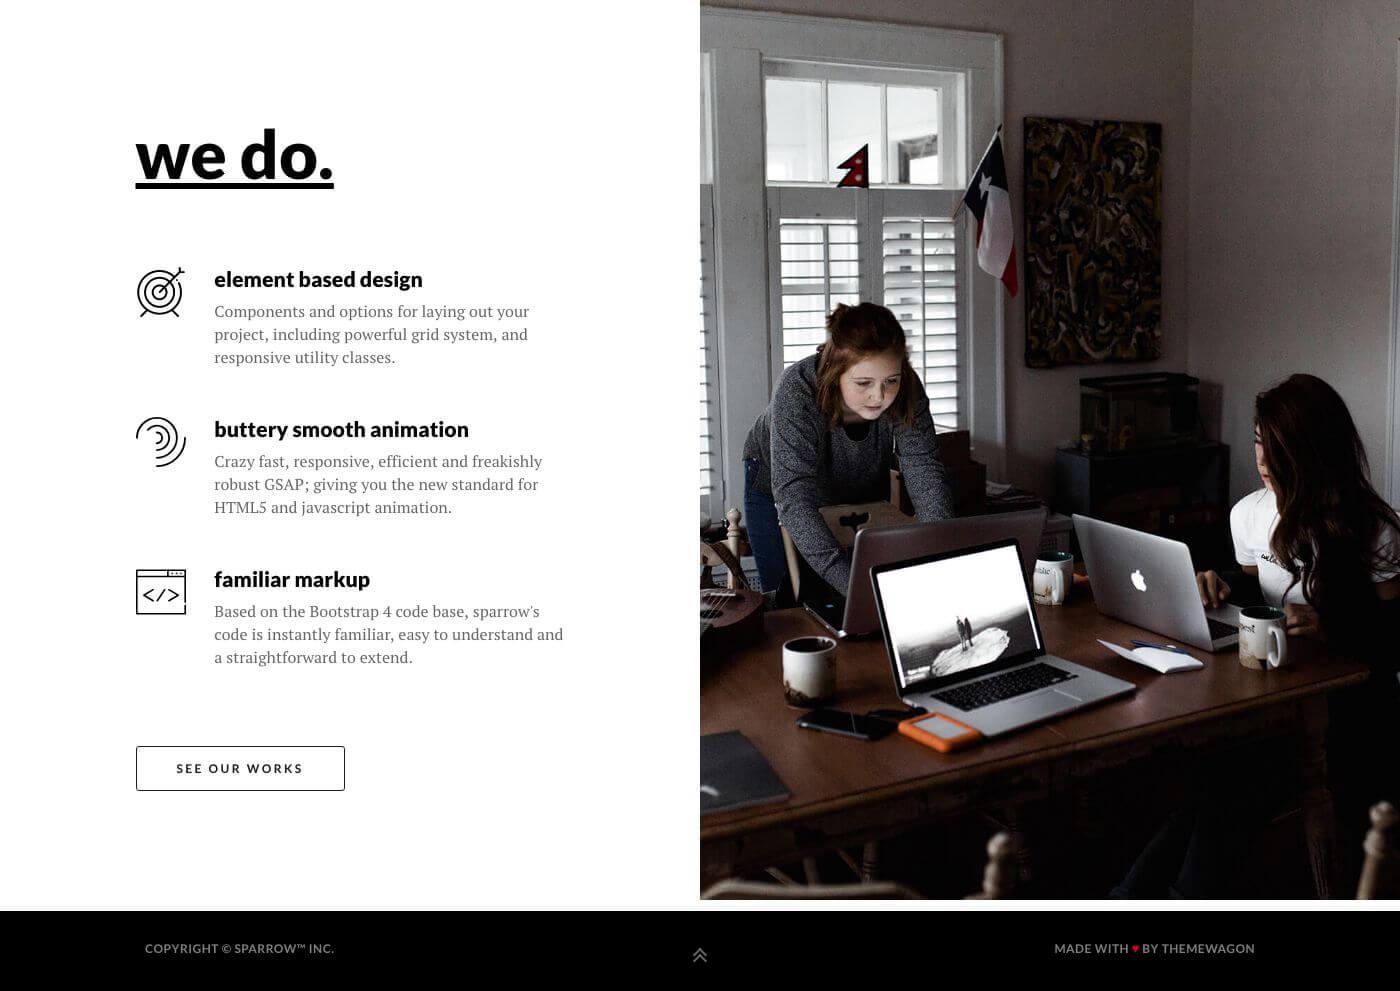 we do.
element based design
Components and options for laying out your
project, including powerful grid system, and
responsive utility classes.
buttery smooth animation
Crazy fast, responsive, efficient and freakishly
robust GSAP; giving you the new standard for
HTML5 and javascript animation.
</>
familiar markup
Based on the Bootstrap 4 code base, sparrow's
code is instantly familiar, easy to understand and
a straightforward to extend.
SEE OUR WORKS
COPYRIGHT © SPARROW™ INC.
MADE WITH ♥ BY THEMEWAGON